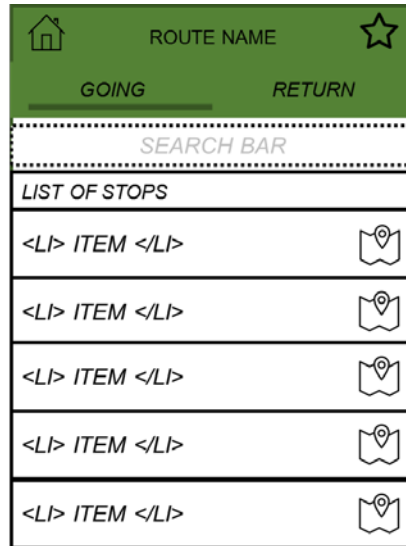 ROUTE NAME
GOING RETURN
SEARCH BAR
LIST OF STOPS
<LI> ITEM </LI>
<LI> ITEM </LI>
<LI> ITEM </LI>
<LI> ITEM </LI>
<LI> ITEM </LI>